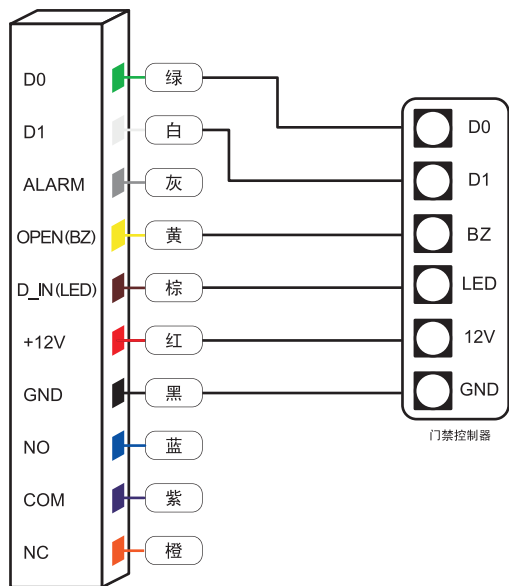 D0 绿
D1 白
ALARM 灰
OPEN(BZ) 黄
D_IN(LED) 棕
+12V 红
GND 黑
NO 蓝
COM 紫
NC 橙
D0
D1
BZ
LED
12V
GND
门禁控制器